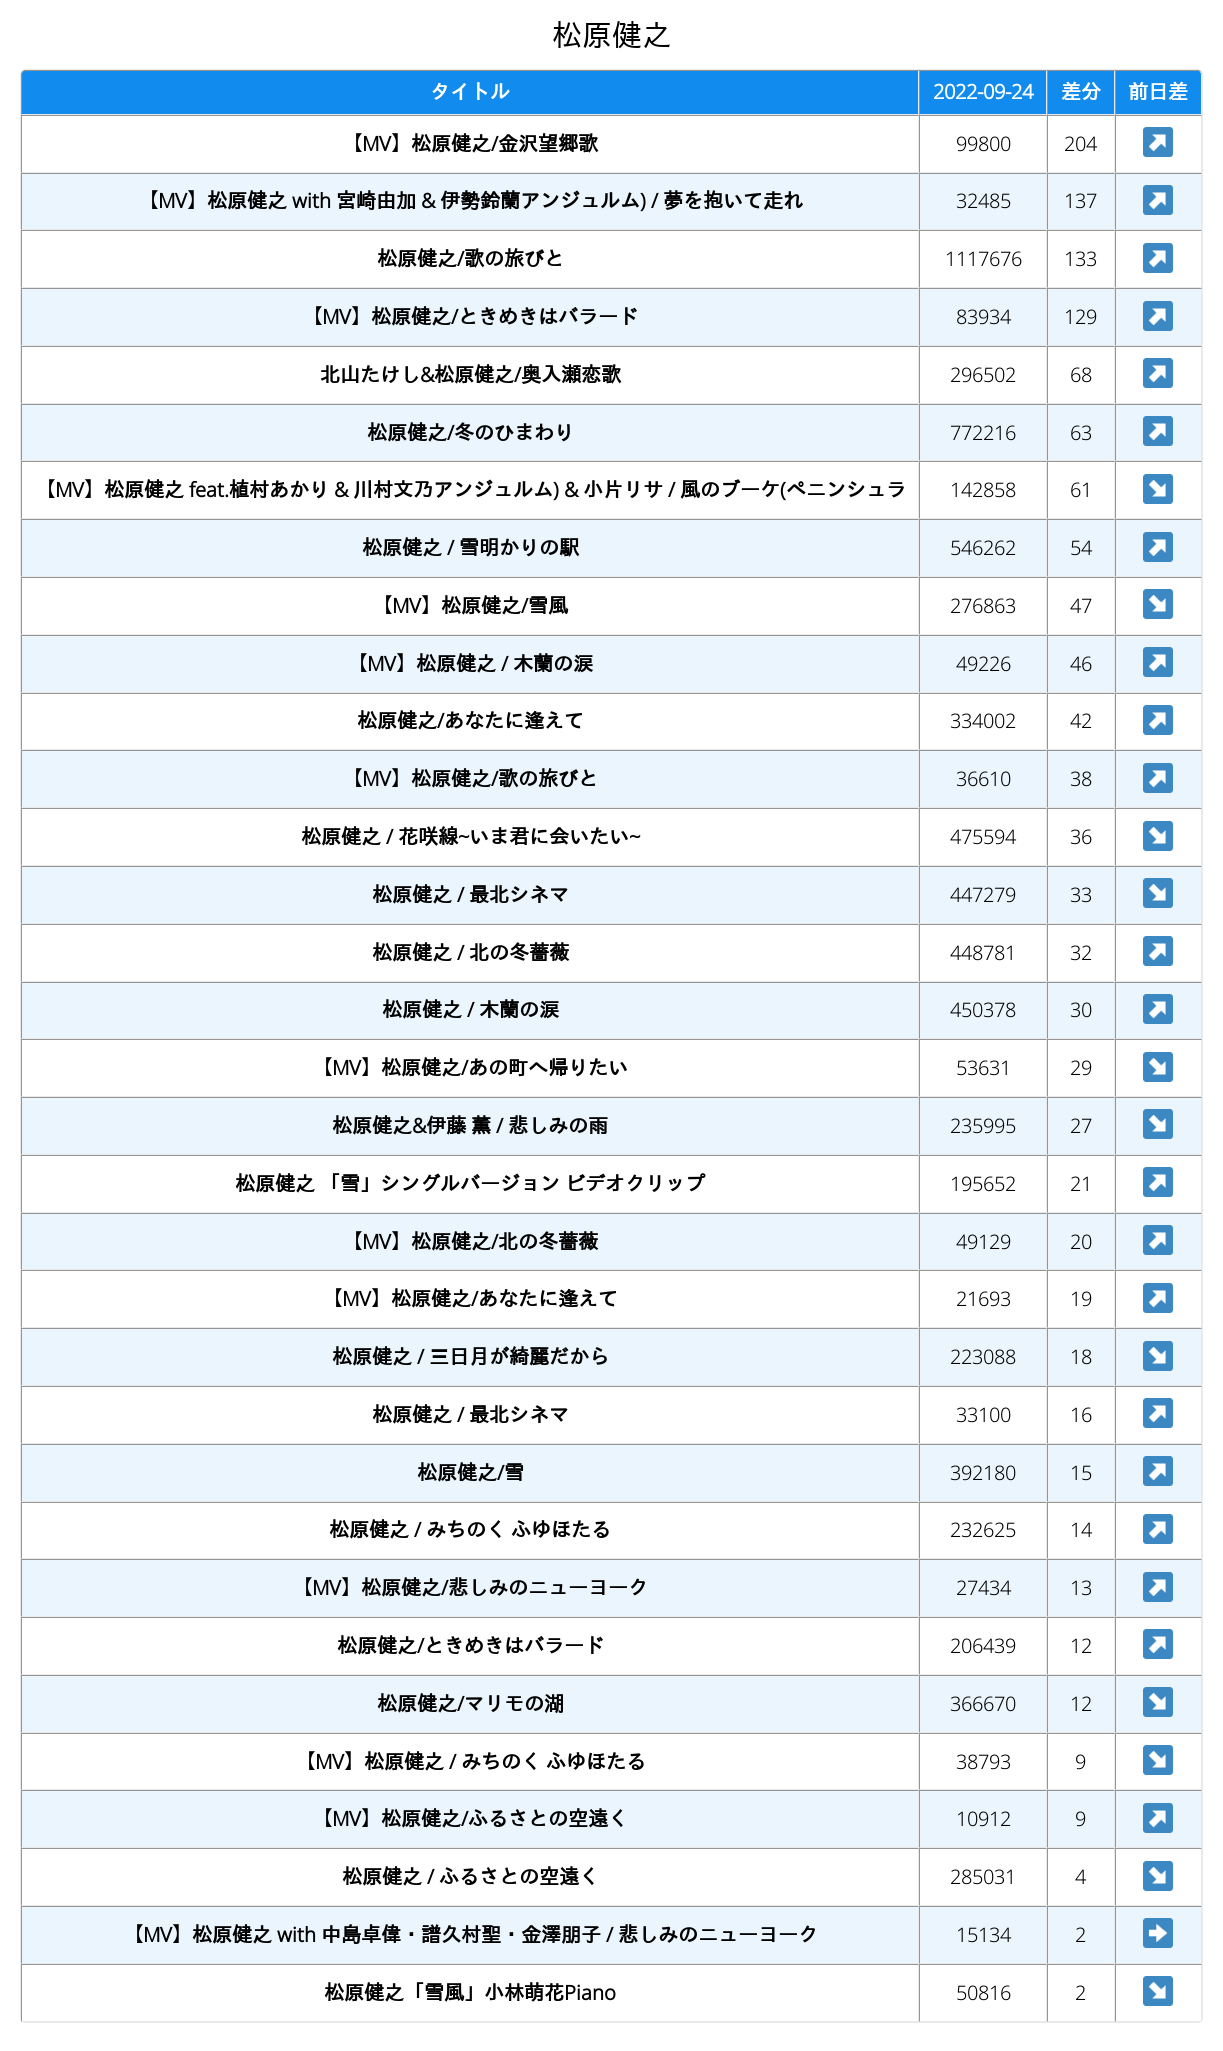 松原健之
タイトル 2022-09-24 差分 前日差
【MV】松原健之/金沢望郷歌 99800 204 ↗
【MV】松原健之 with 宮崎由加 & 伊勢鈴蘭アンジュルム) / 夢を抱いて走れ 32485 137 ↗
松原健之/歌の旅びと 1117676 133 ↗
【MV】松原健之/ときめきはバラード 83934 129 ↗
北山たけし&松原健之/奥入瀬恋歌 296502 68 ↗
松原健之/冬のひまわり 772216 63 ↗
【MV】松原健之 feat.植村あかり & 川村文乃アンジュルム) & 小片リサ / 風のブーケ(ペニンシュラ 142858 61 ↘
松原健之 / 雪明かりの駅 546262 54 ↗
【MV】松原健之/雪風 276863 47 ↘
【MV】松原健之 / 木蘭の涙 49226 46 ↗
松原健之/あなたに逢えて 334002 42 ↗
【MV】松原健之/歌の旅びと 36610 38 ↗
松原健之 / 花咲線~いま君に会いたい~ 475594 36 ↘
松原健之 / 最北シネマ 447279 33 ↘
松原健之 / 北の冬薔薇 448781 32 ↗
松原健之 / 木蘭の涙 450378 30 ↗
【MV】松原健之/あの町へ帰りたい 53631 29 ↘
松原健之&伊藤 薫 / 悲しみの雨 235995 27 ↘
松原健之 「雪」シングルバージョン ビデオクリップ 195652 21 ↗
【MV】松原健之/北の冬薔薇 49129 20 ↗
【MV】松原健之/あなたに逢えて 21693 19 ↗
松原健之 / 三日月が綺麗だから 223088 18 ↘
松原健之 / 最北シネマ 33100 16 ↗
松原健之/雪 392180 15 ↗
松原健之 / みちのく ふゆほたる 232625 14 ↗
【MV】松原健之/悲しみのニューヨーク 27434 13 ↗
松原健之/ときめきはバラード 206439 12 ↗
松原健之/マリモの湖 366670 12 ↘
【MV】松原健之 / みちのく ふゆほたる 38793 9 ↘
【MV】松原健之/ふるさとの空遠く 10912 9 ↗
松原健之 / ふるさとの空遠く 285031 4 ↘
【MV】松原健之 with 中島卓偉・譜久村聖・金澤朋子 / 悲しみのニューヨーク 15134 2 ➡
松原健之「雪風」小林萌花Piano 50816 2 ↘